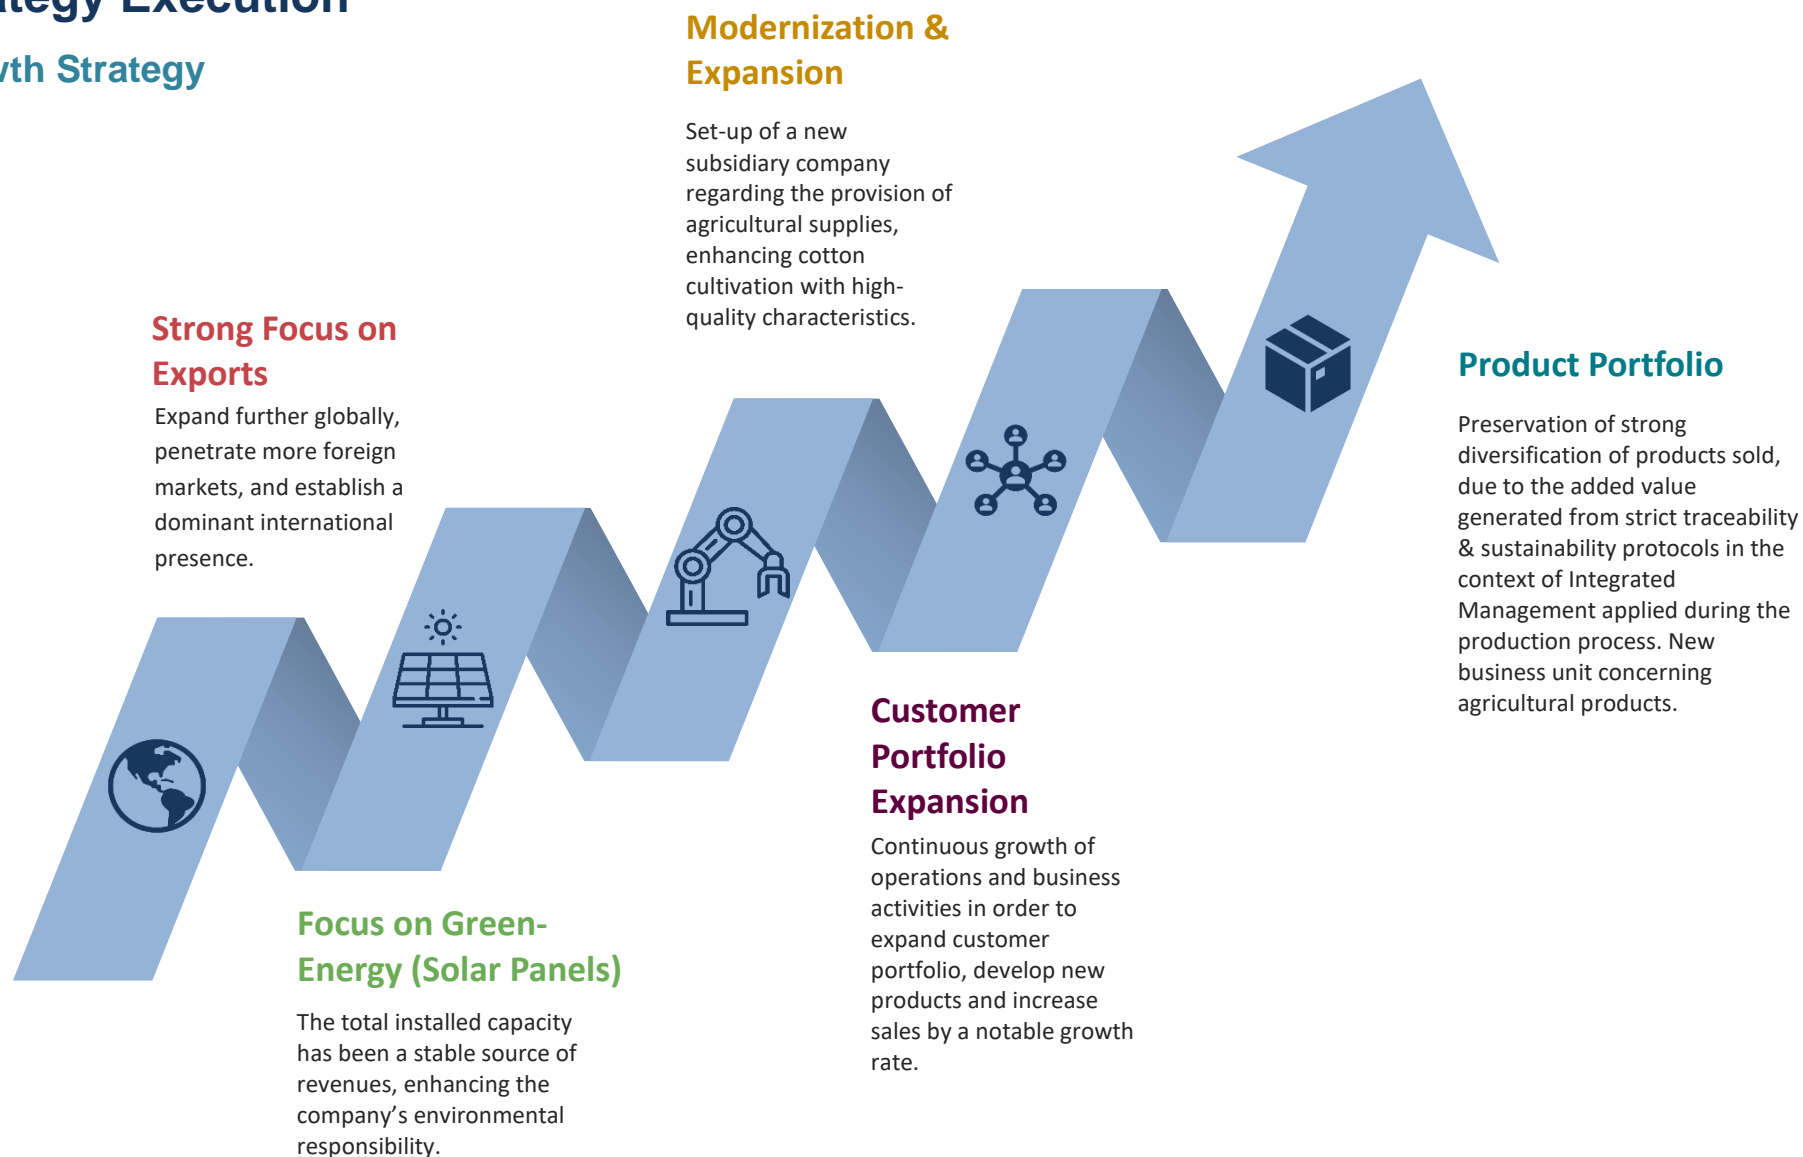 ategy Execution
vth Strategy
Modernization &
Expansion
Set-up of a new
subsidiary company
regarding the provision of
agricultural supplies,
enhancing cotton
cultivation with high-
quality characteristics.
Strong Focus on
Exports
Expand further globally,
penetrate more foreign
markets, and establish a
dominant international
presence.
Product Portfolio
Preservation of strong
diversification of products sold,
due to the added value
generated from strict traceability
& sustainability protocols in the
context of Integrated
Management applied during the
production process. New
business unit concerning
agricultural products.
Customer
Portfolio
Expansion
Continuous growth of
operations and business
activities in order to
expand customer
portfolio, develop new
products and increase
sales by a notable growth
rate.
Focus on Green-
Energy (Solar Panels)
The total installed capacity
has been a stable source of
revenues, enhancing the
company’s environmental
responsibility.